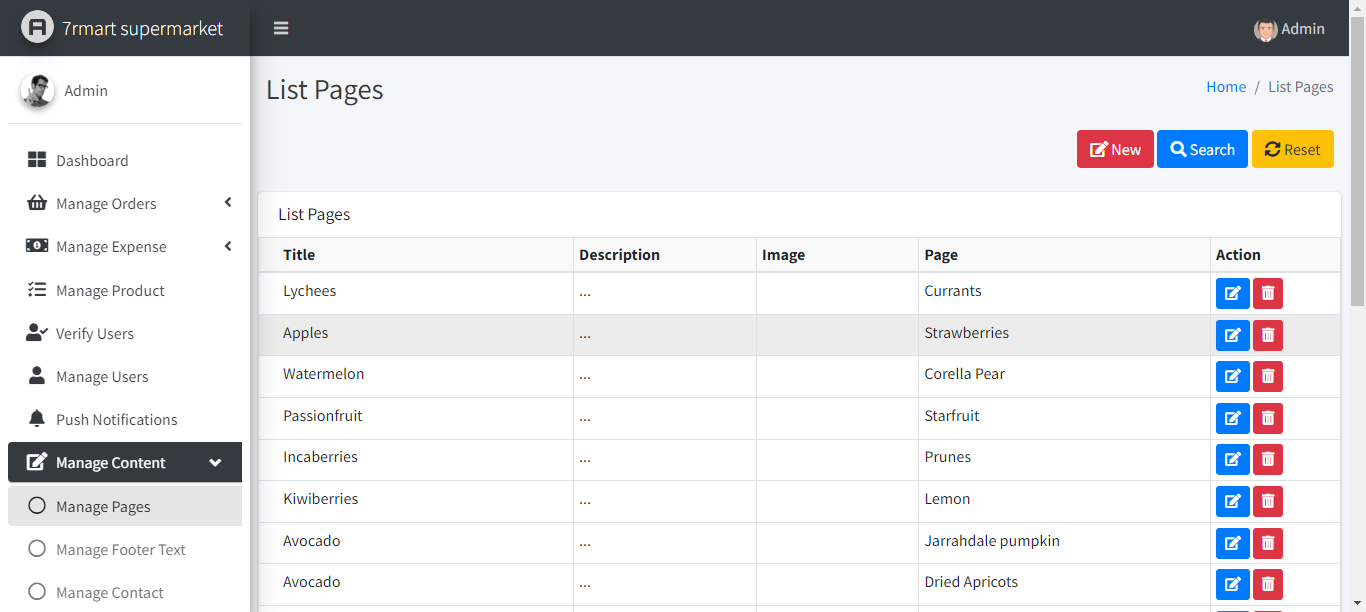 7rmart supermarket
Admin
Admin
Dashboard
Manage Orders
Manage Expense
Manage Product
Verify Users
Manage Users
Push Notifications
Manage Content
Manage Pages
Manage Footer Text
Manage Contact
List Pages
Home / List Pages
New Search Reset
List Pages
Title Description Image Page Action
Lychees ... Currants
Apples ... Strawberries
Watermelon ... Corella Pear
Passionfruit ... Starfruit
Incaberries ... Prunes
Kiwiberries ... Lemon
Avocado ... Jarrahdale pumpkin
Avocado ... Dried Apricots